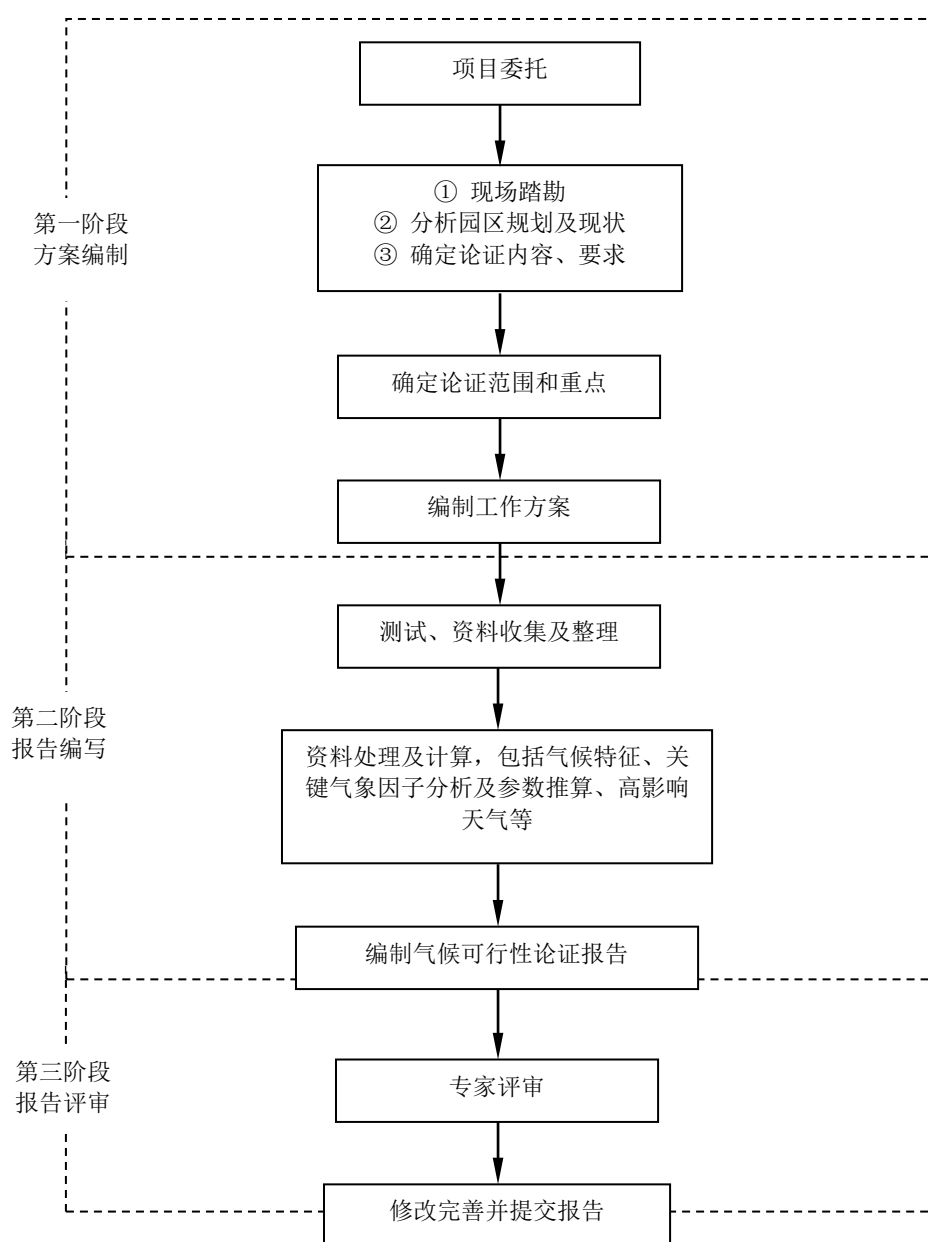 项目委托
① 现场踏勘
② 分析园区规划及现状
③ 确定论证内容、要求
第一阶段
方案编制
确定论证范围和重点
编制工作方案
测试、资料收集及整理
第二阶段
报告编写
资料处理及计算，包括气候特征、关
键气象因子分析及参数推算、高影响
天气等
编制气候可行性论证报告
第三阶段
报告评审
专家评审
修改完善并提交报告